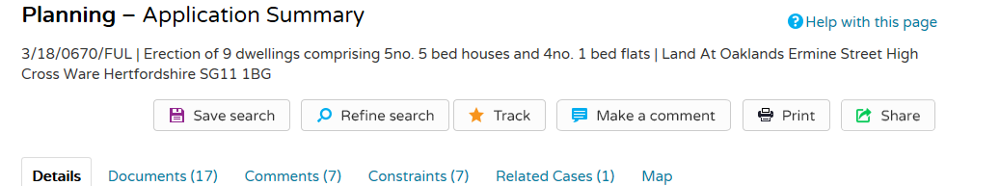 Planning – Application Summary
Help with this page
3/18/0670/FUL | Erection of 9 dwellings comprising 5no. 5 bed houses and 4no. 1 bed flats | Land At Oaklands Ermine Street High
Cross Ware Hertfordshire SG11 1BG
Save search Refine search Track Make a comment Print Share
Details Documents (17) Comments (7) Constraints (7) Related Cases (1) Map